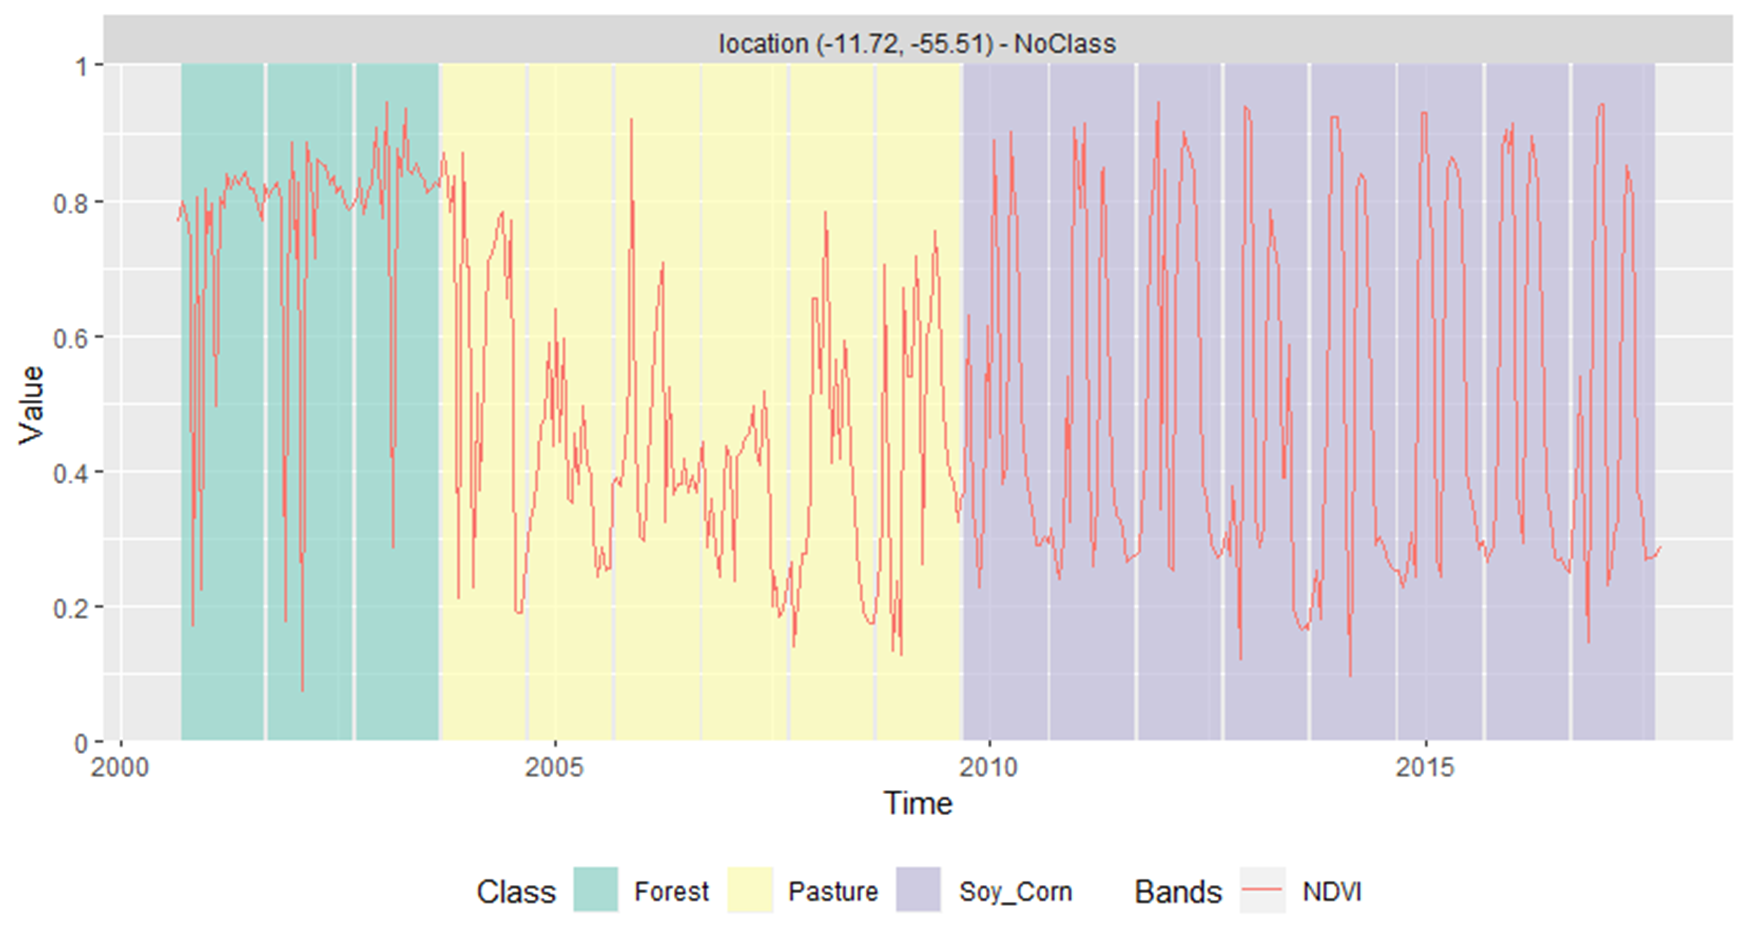 location (-11.72, -55.51) - NoClass
1
0.8
0.6
0.4
0.2
0
Value
2000 2005 2010 2015
Time
Class Forest Pasture Soy_Corn Bands NDVI